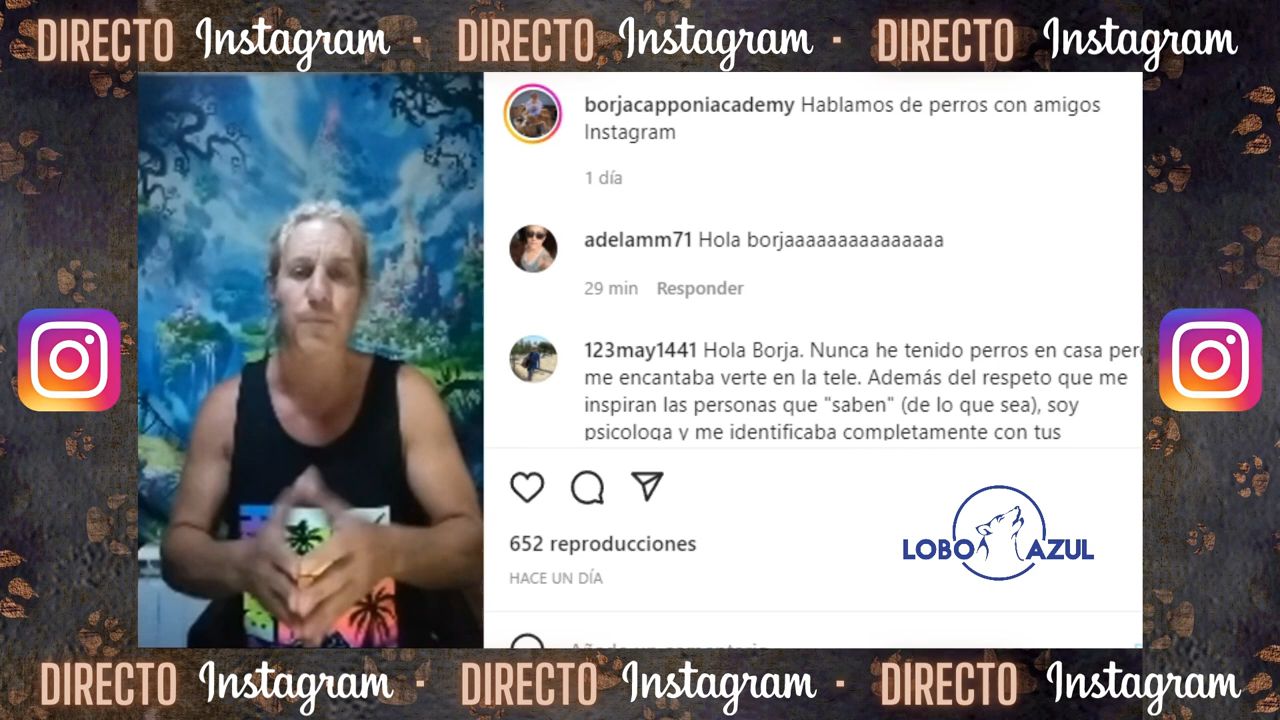 DIRECTO Instagram · DIRECTO Instagram · DIRECTO Instagram
borjacapponiacademy Hablamos de perros con amigos
Instagram
1 día
adelamm71 Hola borjaaaaaaaaaaaaaaa
29 min Responder
123may1441 Hola Borja. Nunca he tenido perros en casa pero
me encantaba verte en la tele. Además del respeto que me
inspiran las personas que "saben" (de lo que sea), soy
psicologa y me identificaba completamente con tus
652 reproducciones
HACE UN DÍA
LOBO AZUL
DIRECTO Instagram · DIRECTO Instagram · DIRECTO Instagram